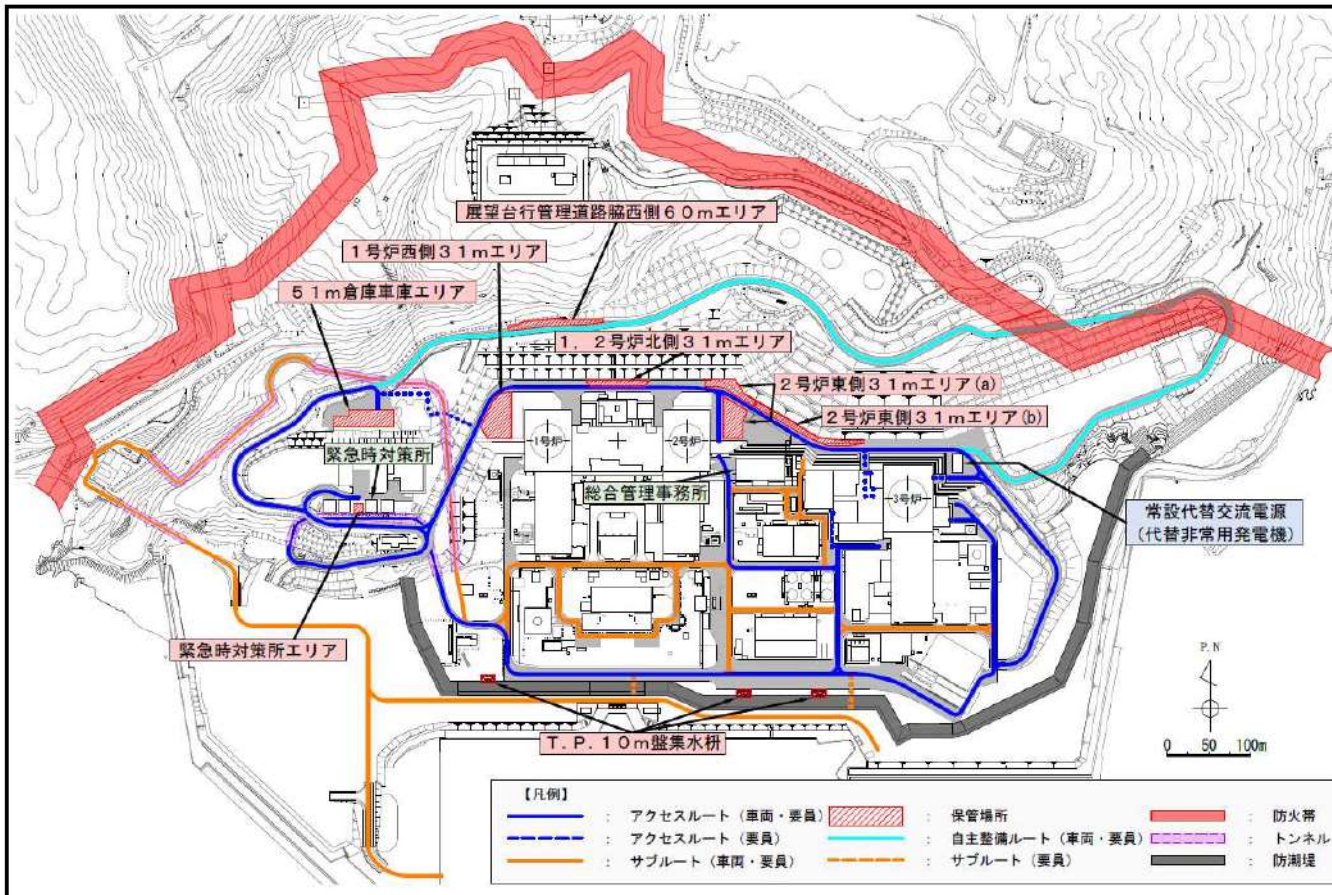 展望台行管理道路脇西側60mエリア
1号炉西側31mエリア
51m倉庫車庫エリア
1,2号炉北側31mエリア
2号炉東側31mエリア(a)
2号炉東側31mエリア(b)
緊急時対策所
1号炉
2号炉
総合管理事務所
3号炉
常設代替交流電源
(代替非常用発電機)
緊急時対策所エリア
T.P.10m盤集水枡
P.N
0 50 100m
【凡例】
: アクセスルート(車両・要員)
: 保管場所
: 防火帯
: アクセスルート(要員)
: 自主整備ルート(車両・要員)
: トンネル
: サブルート(車両・要員)
: サブルート(要員)
: 防潮堤